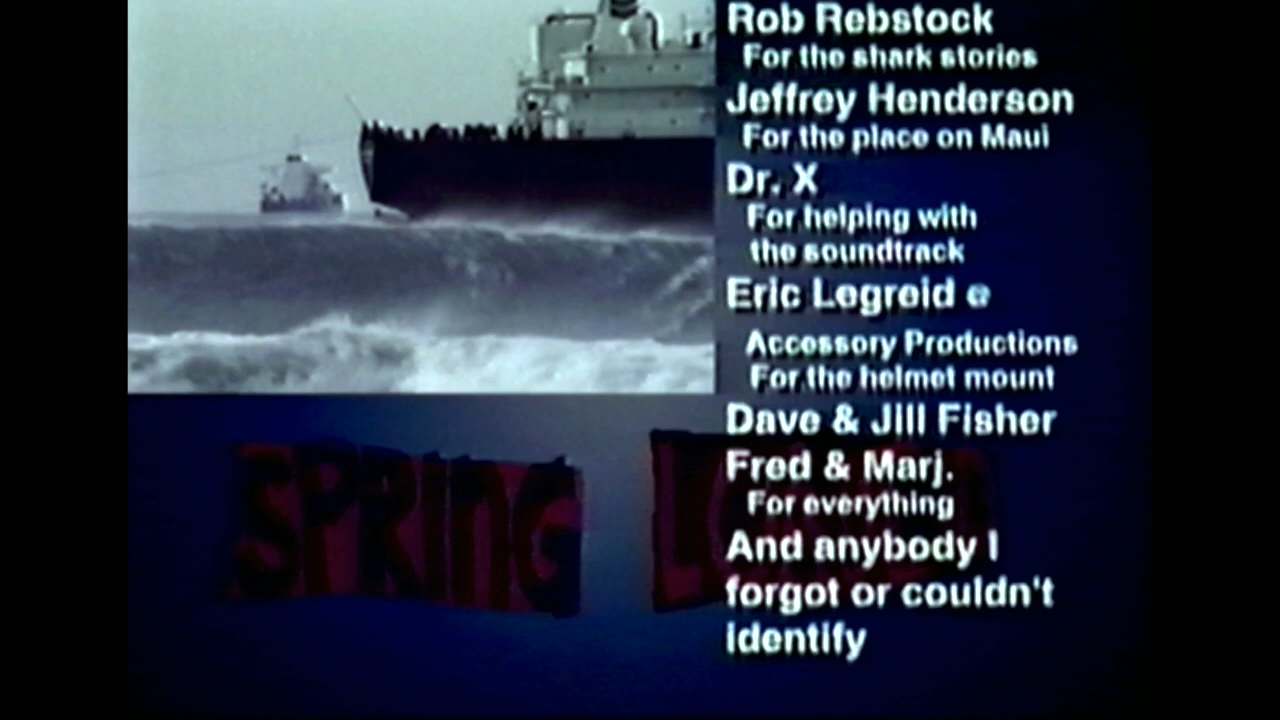 Rob Rebstock
For the shark stories
Jeffrey Henderson
For the place on Maui
Dr. X
For helping with
the soundtrack
Eric Legreid @
Accessory Productions
For the helmet mount
Dave & Jill Fisher
Fred & Marj.
For everything
And anybody I
forgot or couldn't
identify
SPRING